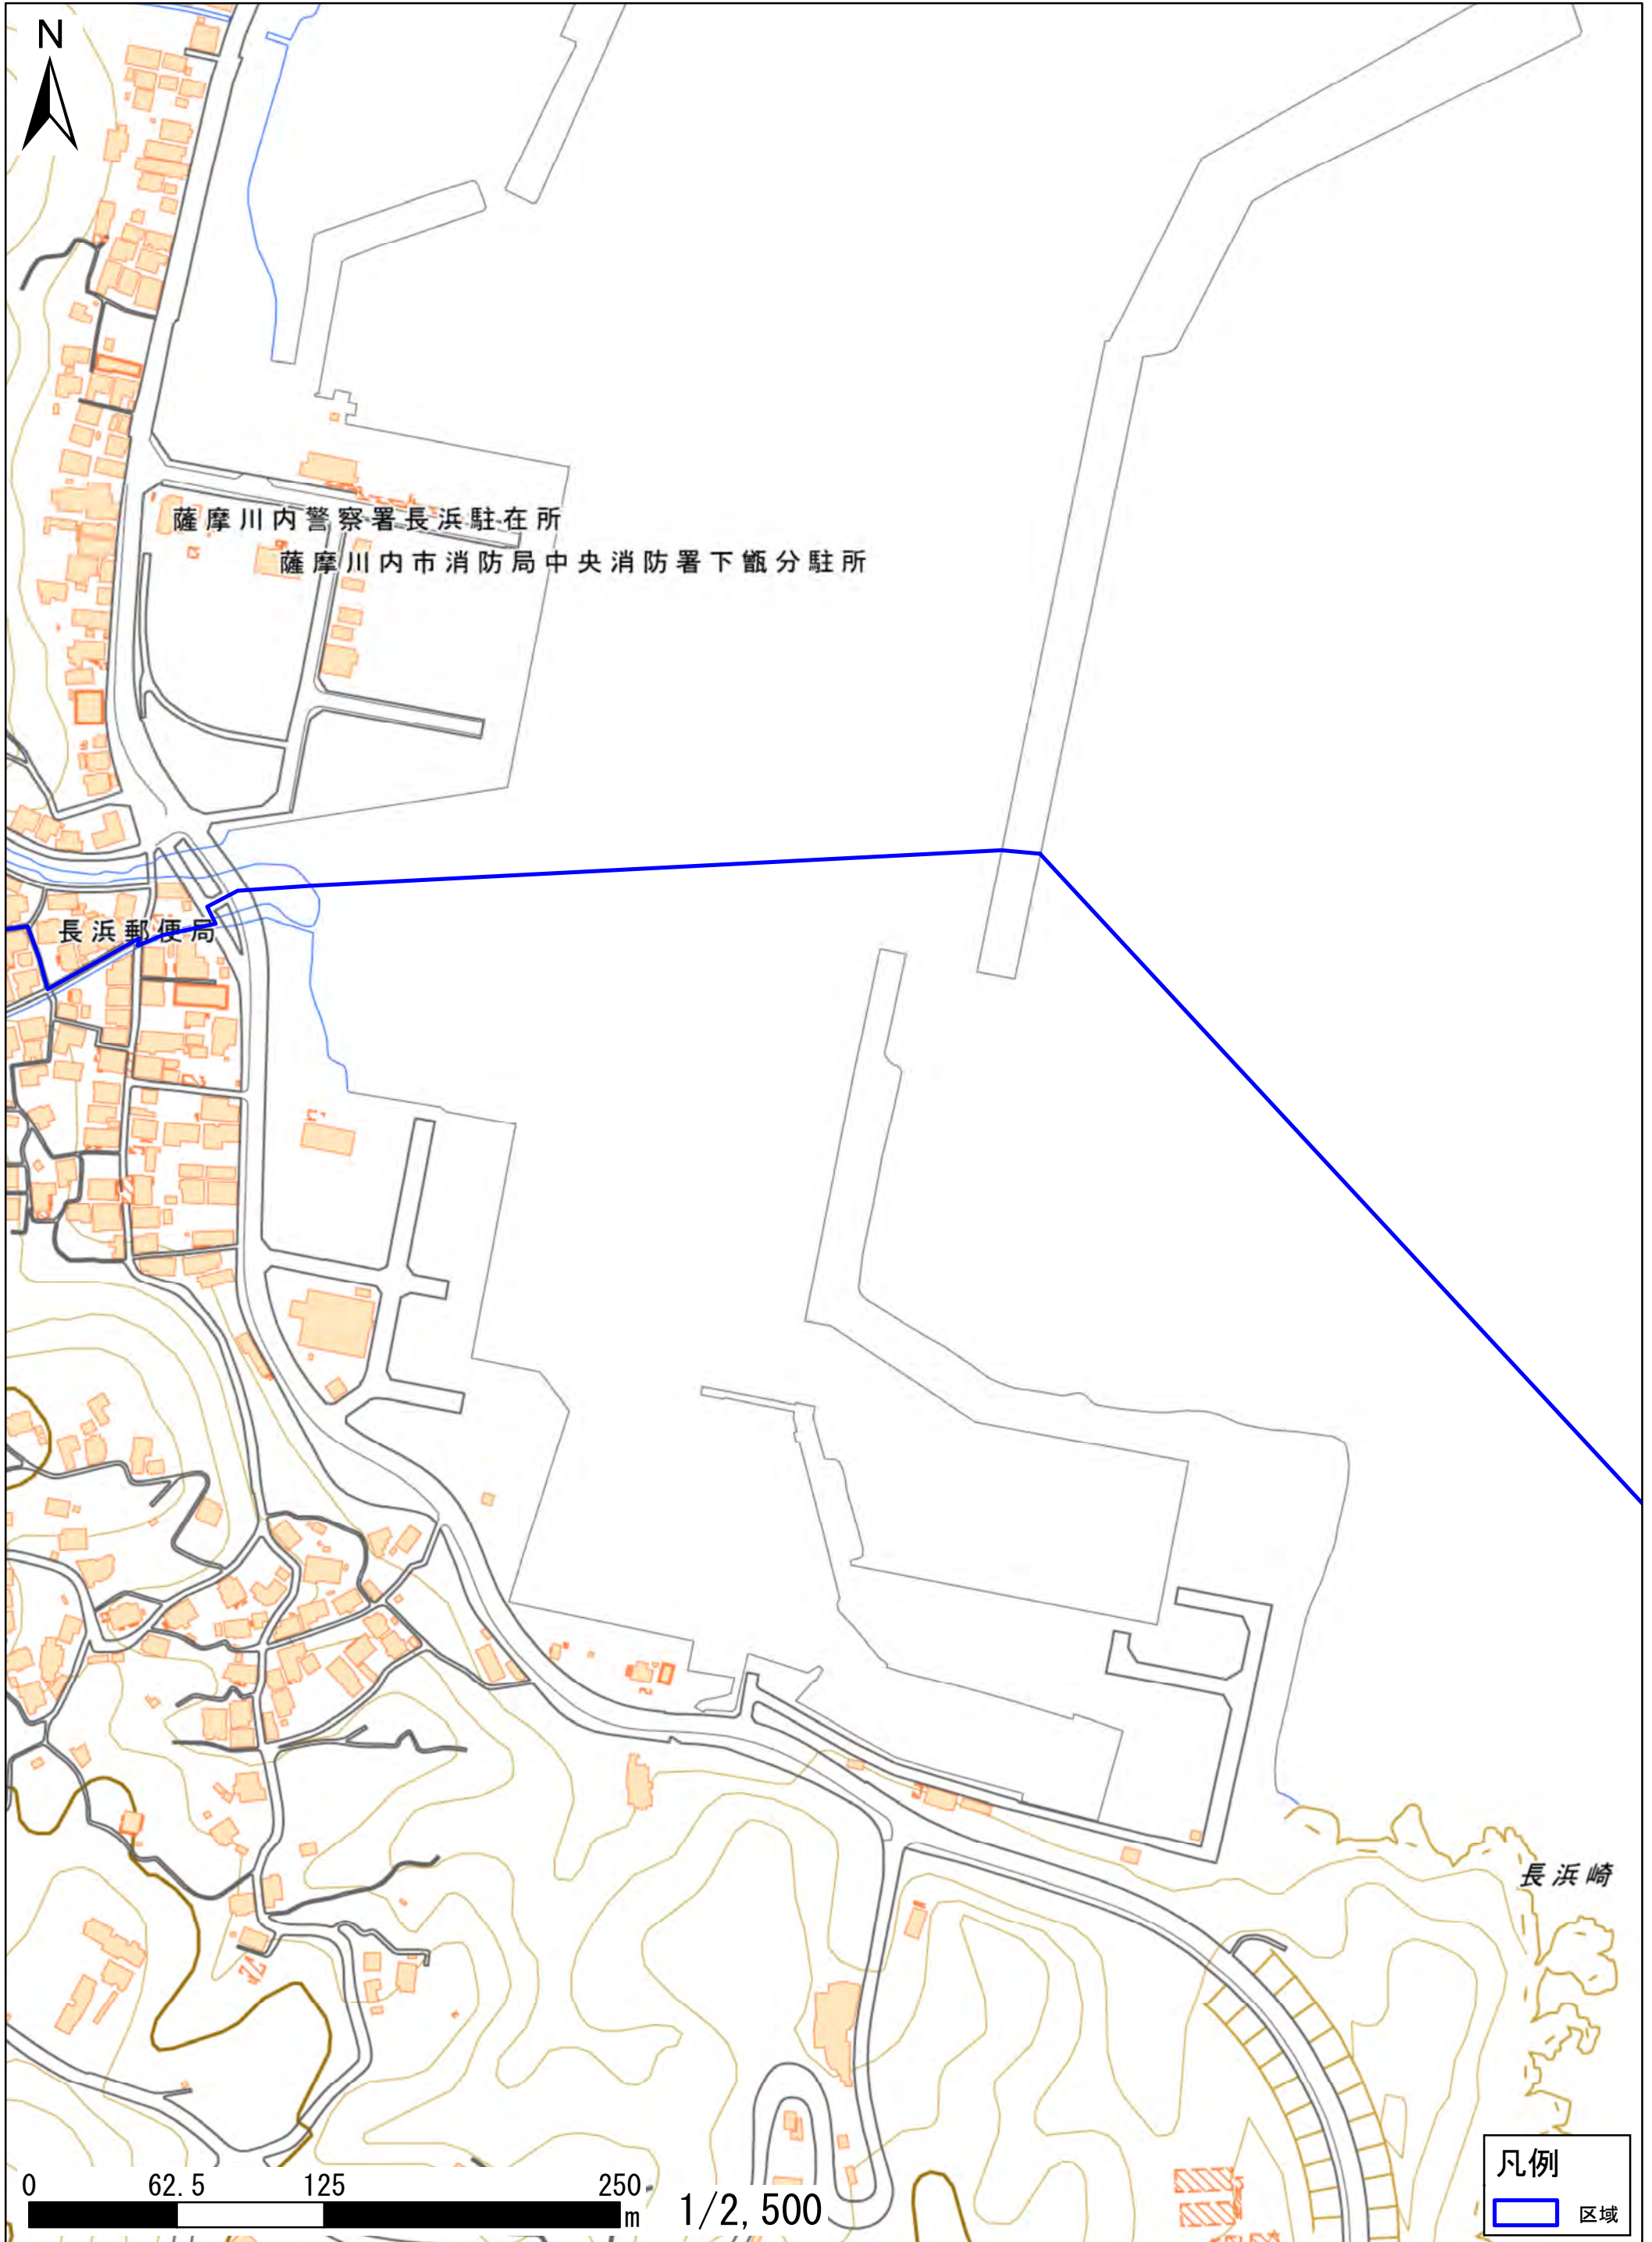 N
薩摩川内警察署長浜駐在所
薩摩川内市消防局中央消防署下甑分駐所
長浜郵便局
長浜崎
0 62.5 125 250
m
1/2,500
凡例
区域